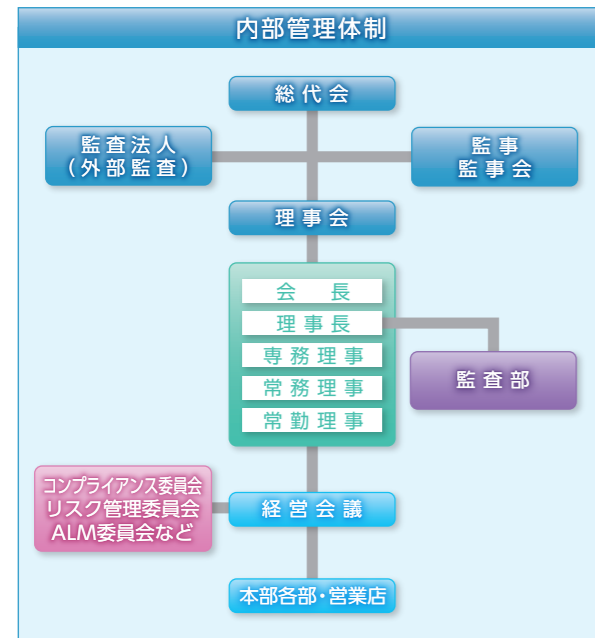 内部管理体制
総代会
監査法人
（外部監査）
監事
監事会
理事会
会長
理事長
専務理事
常務理事
常勤理事
監査部
コンプライアンス委員会
リスク管理委員会
ALM委員会など
経営会議
本部各部・営業店